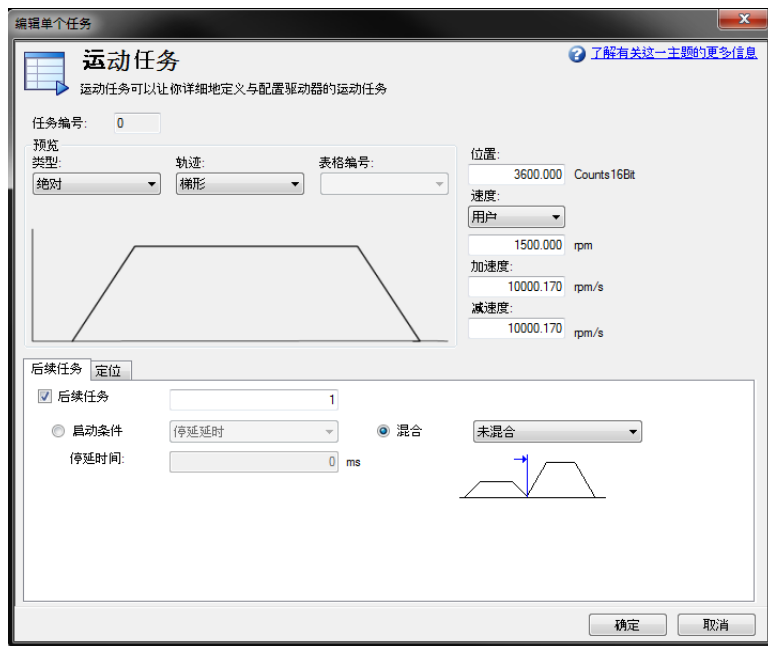 编辑单个任务
运动任务
了解有关这一主题的更多信息
运动任务可以让你详细地定义与配置驱动器的运动任务
任务编号: 0
预览
类型: 轨迹: 表格编号:
绝对 梯形
位置:
3600.000 Counts16Bit
速度:
用户
1500.000 rpm
加速度:
10000.170 rpm/s
减速度:
10000.170 rpm/s
后续任务 定位
后续任务 1
启动条件 停延延时 混合 未混合
停延时间: 0 ms
确定 取消